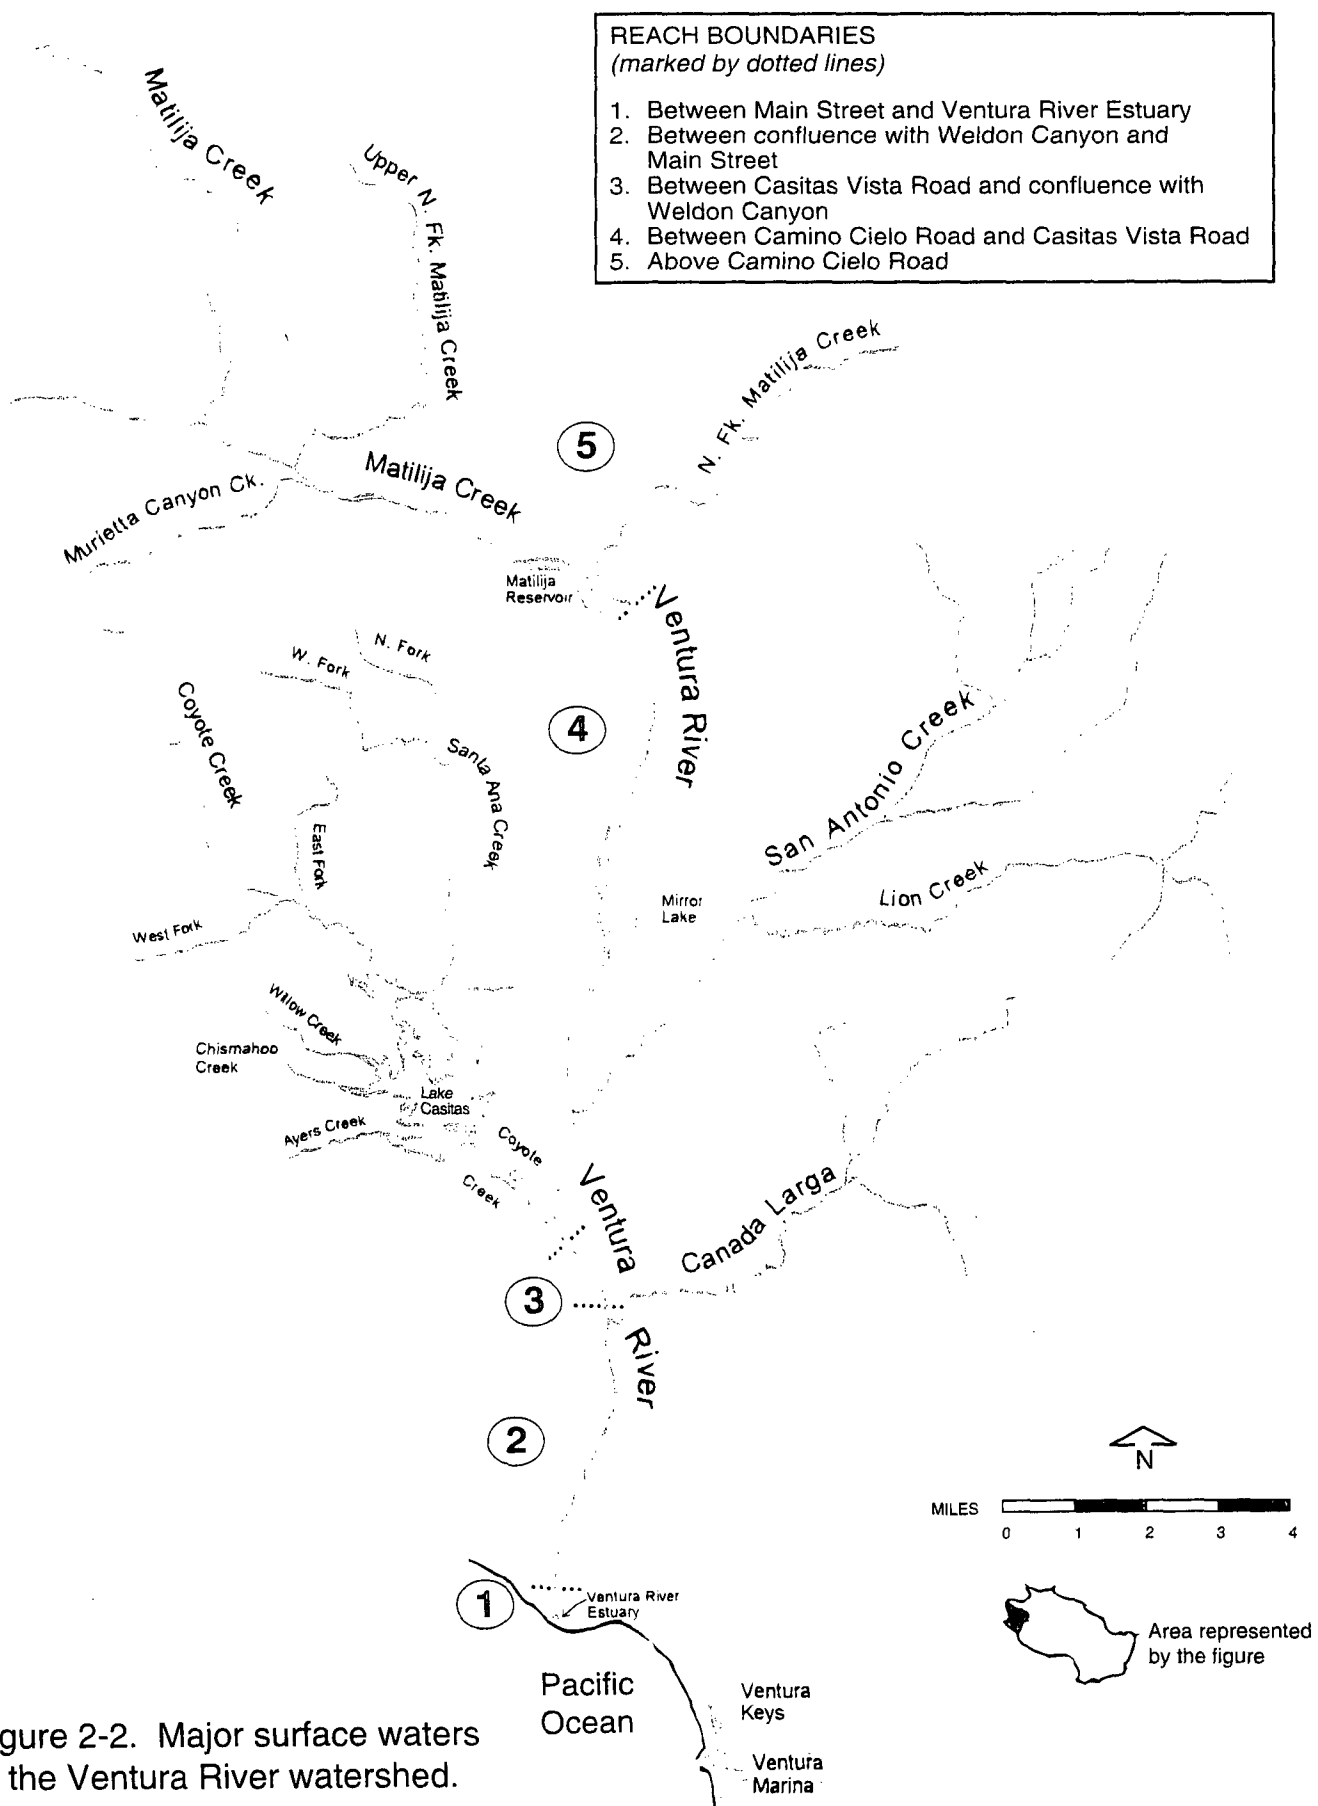 REACH BOUNDARIES
(marked by dotted lines)
1. Between Main Street and Ventura River Estuary
2. Between confluence with Weldon Canyon and
Main Street
3. Between Casitas Vista Road and confluence with
Weldon Canyon
4. Between Camino Cielo Road and Casitas Vista Road
5. Above Camino Cielo Road
Matilija Creek
Upper N. Fk. Matilija Creek
N. Fk. Matilija Creek
5
Matilija Creek
Murietta Canyon Ck.
Matilija
Reservoir
Ventura River
N. Fork
W. Fork
Coyote Creek
4
Santa Ana Creek
San Antonio Creek
East Fork
Lion Creek
Mirror
Lake
West Fork
Willow Creek
Chismahoo
Creek
Lake
Casitas
Ayers Creek
Coyote
Creek
Ventura
Canada Larga
3
River
2
N
MILES
0 1 2 3 4
1
Ventura River
Estuary
Area represented
by the figure
Pacific
Ocean
Ventura
Keys
Ventura
Marina
gure 2-2. Major surface waters
the Ventura River watershed.